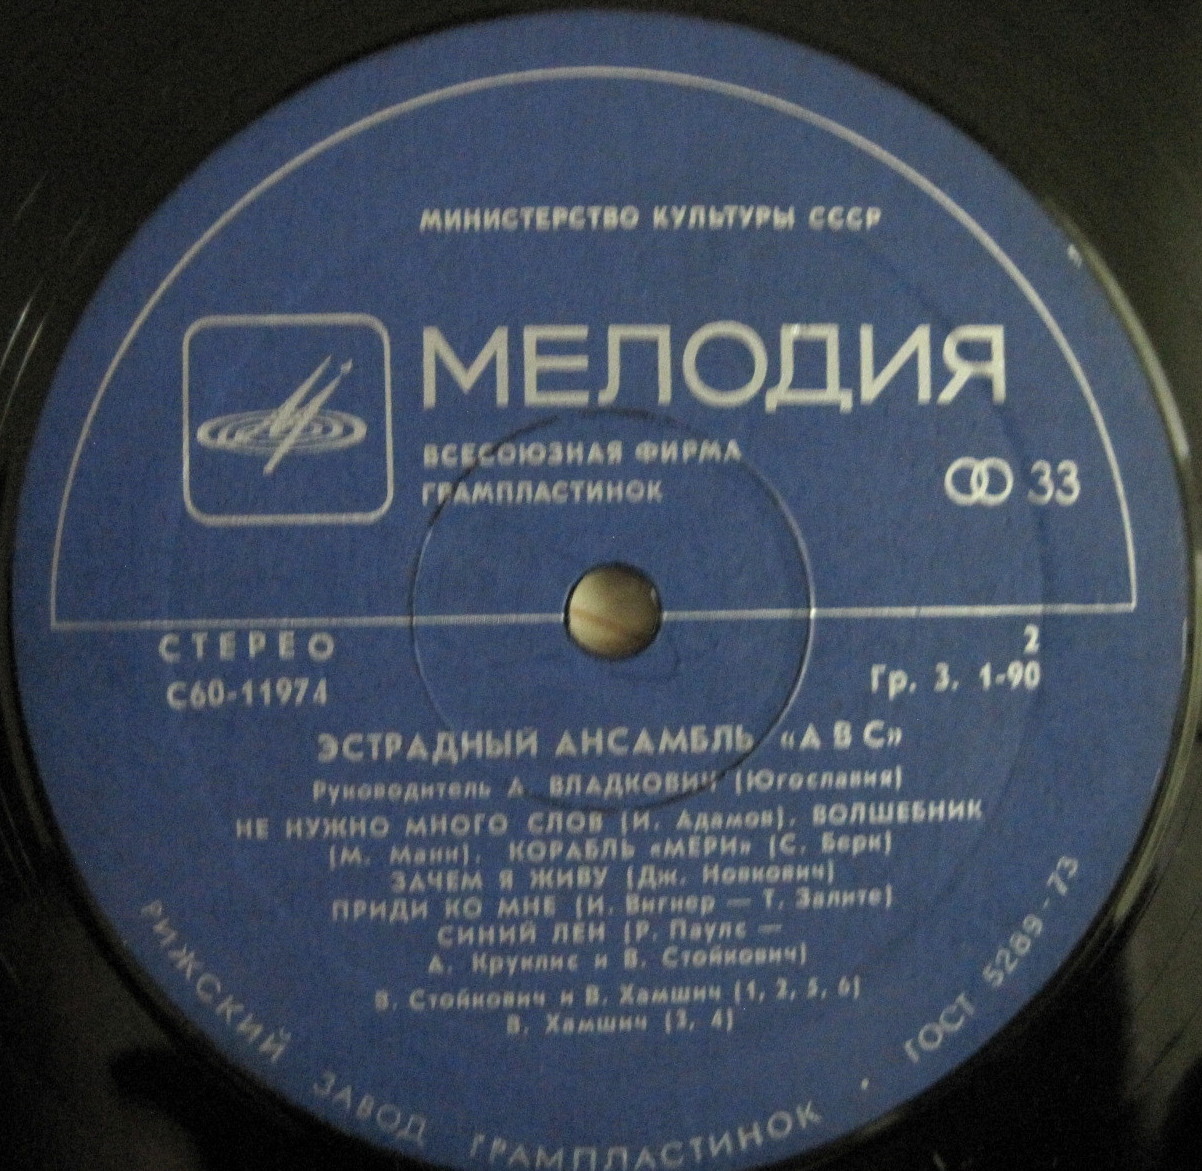 МИНИСТЕРСТВО КУЛЬТУРЫ СССР
МЕЛОДИЯ
ВСЕСОЮЗНАЯ ФИРМА
ГРАМПЛАСТИНОК
33
СТЕРЕО
2
С60-11974
Гр. 3. 1-90
ЭСТРАДНЫЙ АНСАМБЛЬ «А В С»
Руководитель А. ВЛАДКОВИЧ (Югославия)
НЕ НУЖНО МНОГО СЛОВ (И. Адамов). ВОЛШЕБНИК
(М. Манн). КОРАБЛЬ «МЕРИ» (С. Берн)
ЗАЧЕМ Я ЖИВУ (Дж. Новкович)
ПРИДИ КО МНЕ (И. Вигнер — Т. Залите)
СИНИЙ ЛЕН (Р. Паулс —
А. Круклис и В. Стойкович)
В. Стойкович и В. Хамшич (1, 2, 5, 6)
В. Хамшич (3, 4)
РИЖСКИЙ ЗАВОД ГРАМПЛАСТИНОК . ГОСТ 5289-73